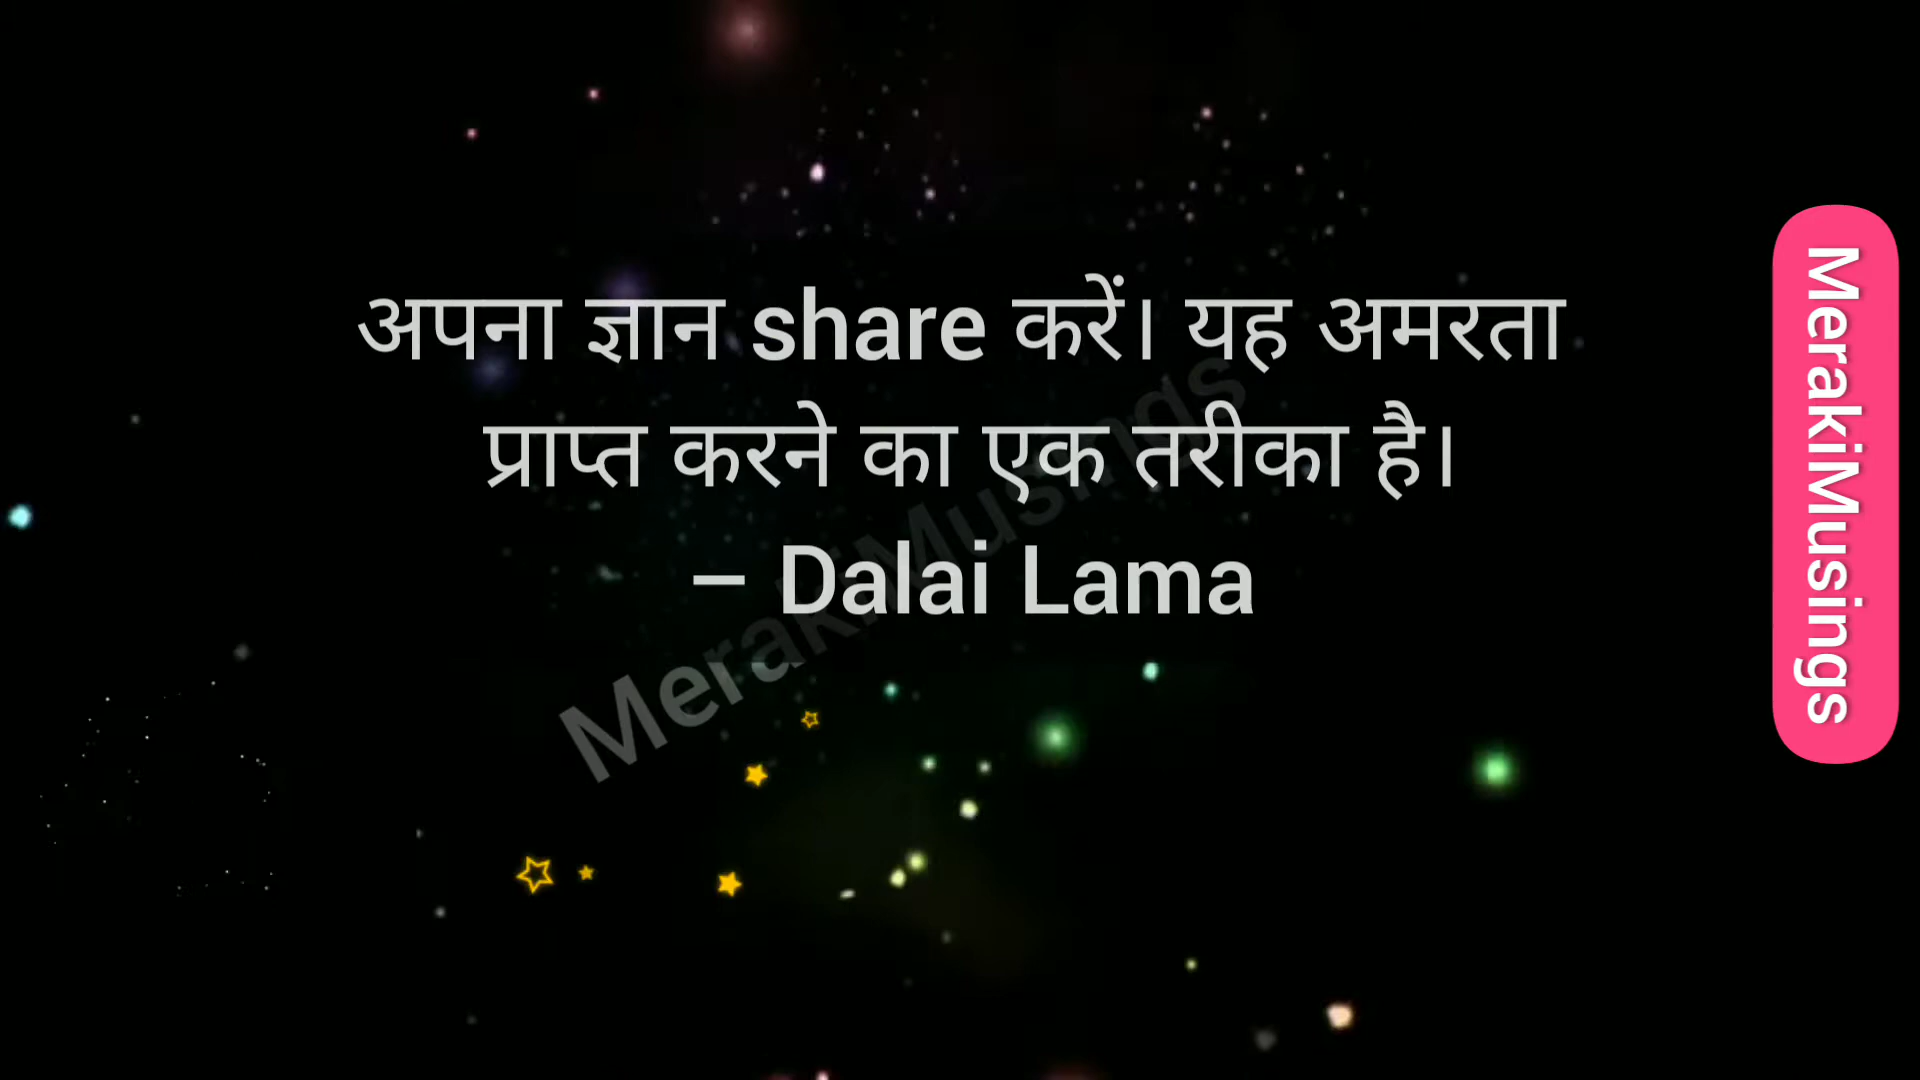 अपना ज्ञान share करें। यह अमरता
प्राप्त करने का एक तरीका है।
– Dalai Lama
MerakiMusings
MerakiMusings